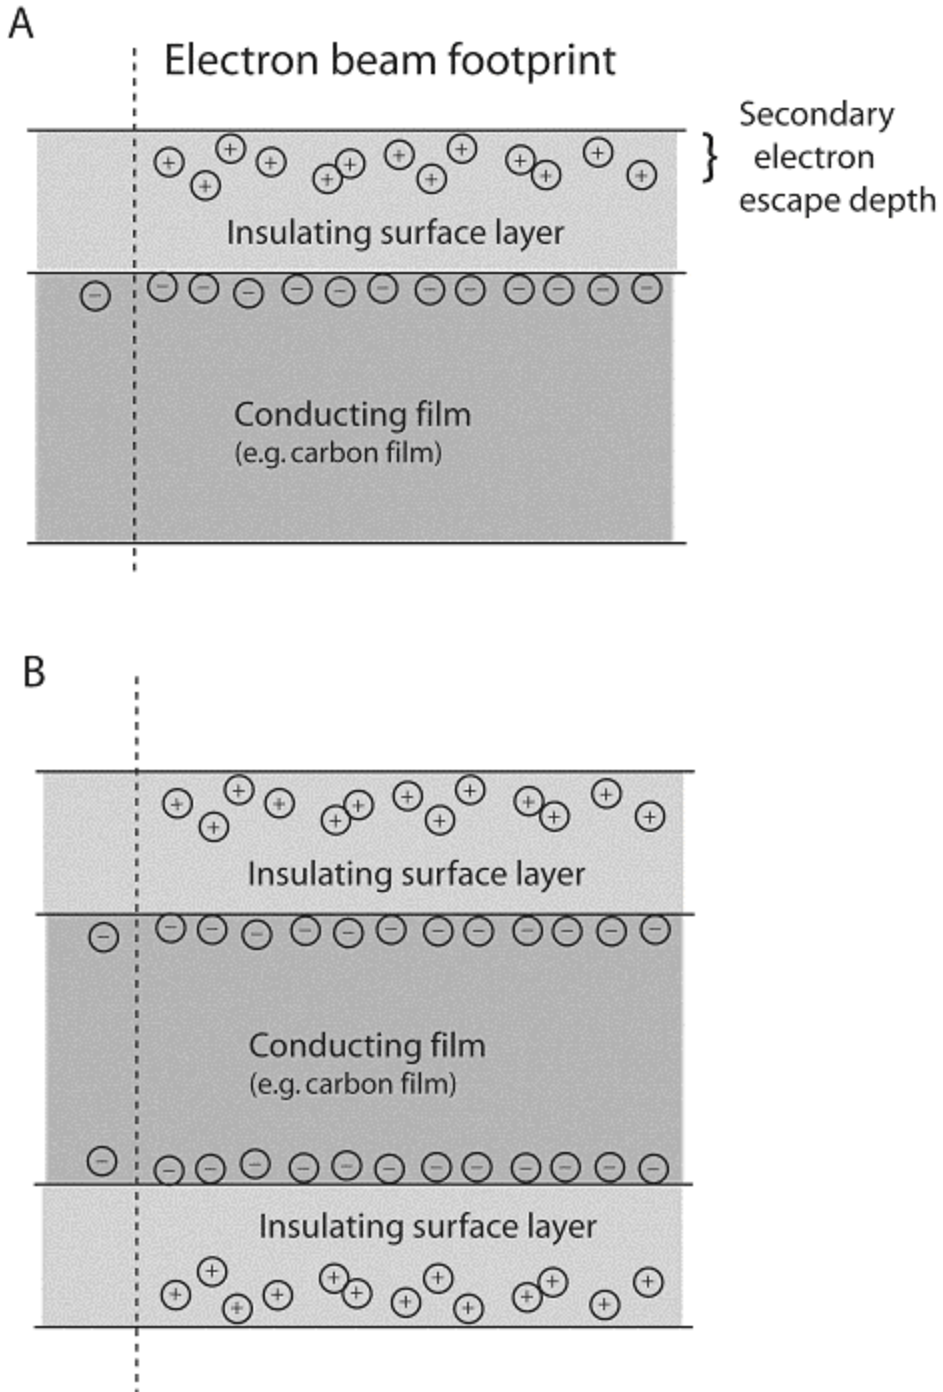 A
Electron beam footprint
Secondary
electron
escape depth
Insulating surface layer
Conducting film
(e.g. carbon film)
B
Insulating surface layer
Conducting film
(e.g. carbon film)
Insulating surface layer